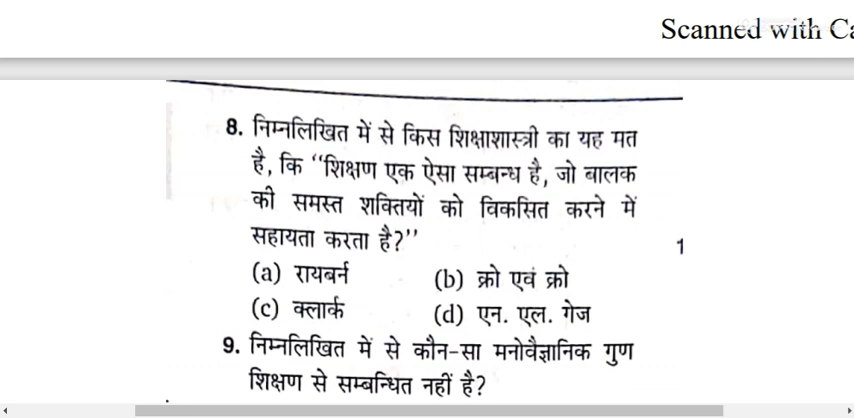 Scanned with Ca
8. निम्नलिखित में से किस शिक्षाशास्त्री का यह मत
है, कि “शिक्षण एक ऐसा सम्बन्ध है, जो बालक
की समस्त शक्तियों को विकसित करने में
सहायता करता है?” 1
(a) रायबर्न (b) क्रो एवं क्रो
(c) क्लार्क (d) एन. एल. गेज
9. निम्नलिखित में से कौन-सा मनोवैज्ञानिक गुण
शिक्षण से सम्बन्धित नहीं है?